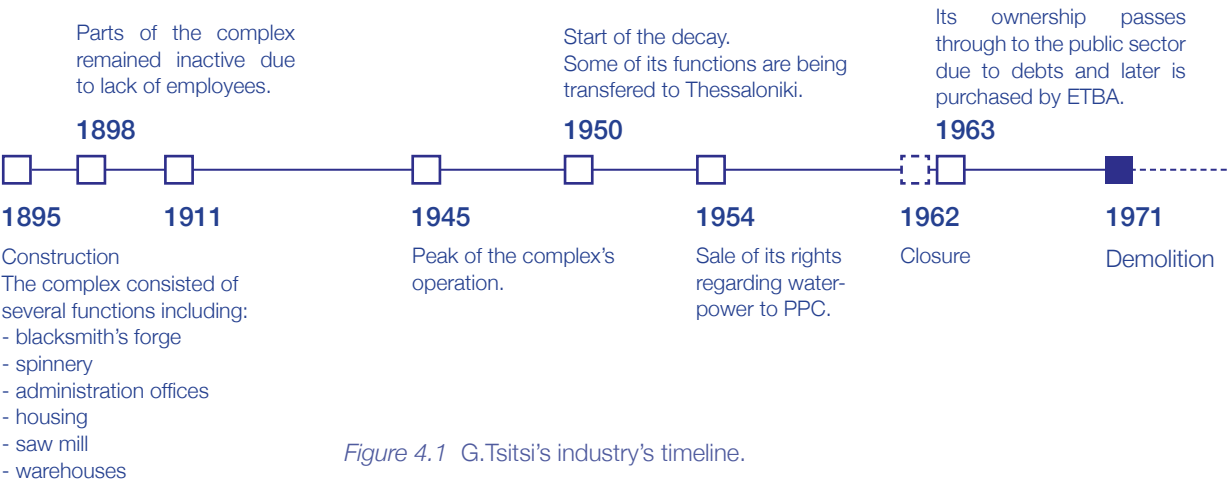 Parts of the complex
remained inactive due
to lack of employees.
1898
Start of the decay.
Some of its functions are being
transfered to Thessaloniki.
1950
Its ownership passes
through to the public sector
due to debts and later is
purchased by ETBA.
1963
1895
Construction
The complex consisted of
several functions including:
- blacksmith's forge
- spinnery
- administration offices
- housing
- saw mill
- warehouses
1911
1945
Peak of the complex's
operation.
1954
Sale of its rights
regarding water-
power to PPC.
1962
Closure
1971
Demolition
Figure 4.1 G.Tsitsi's industry's timeline.